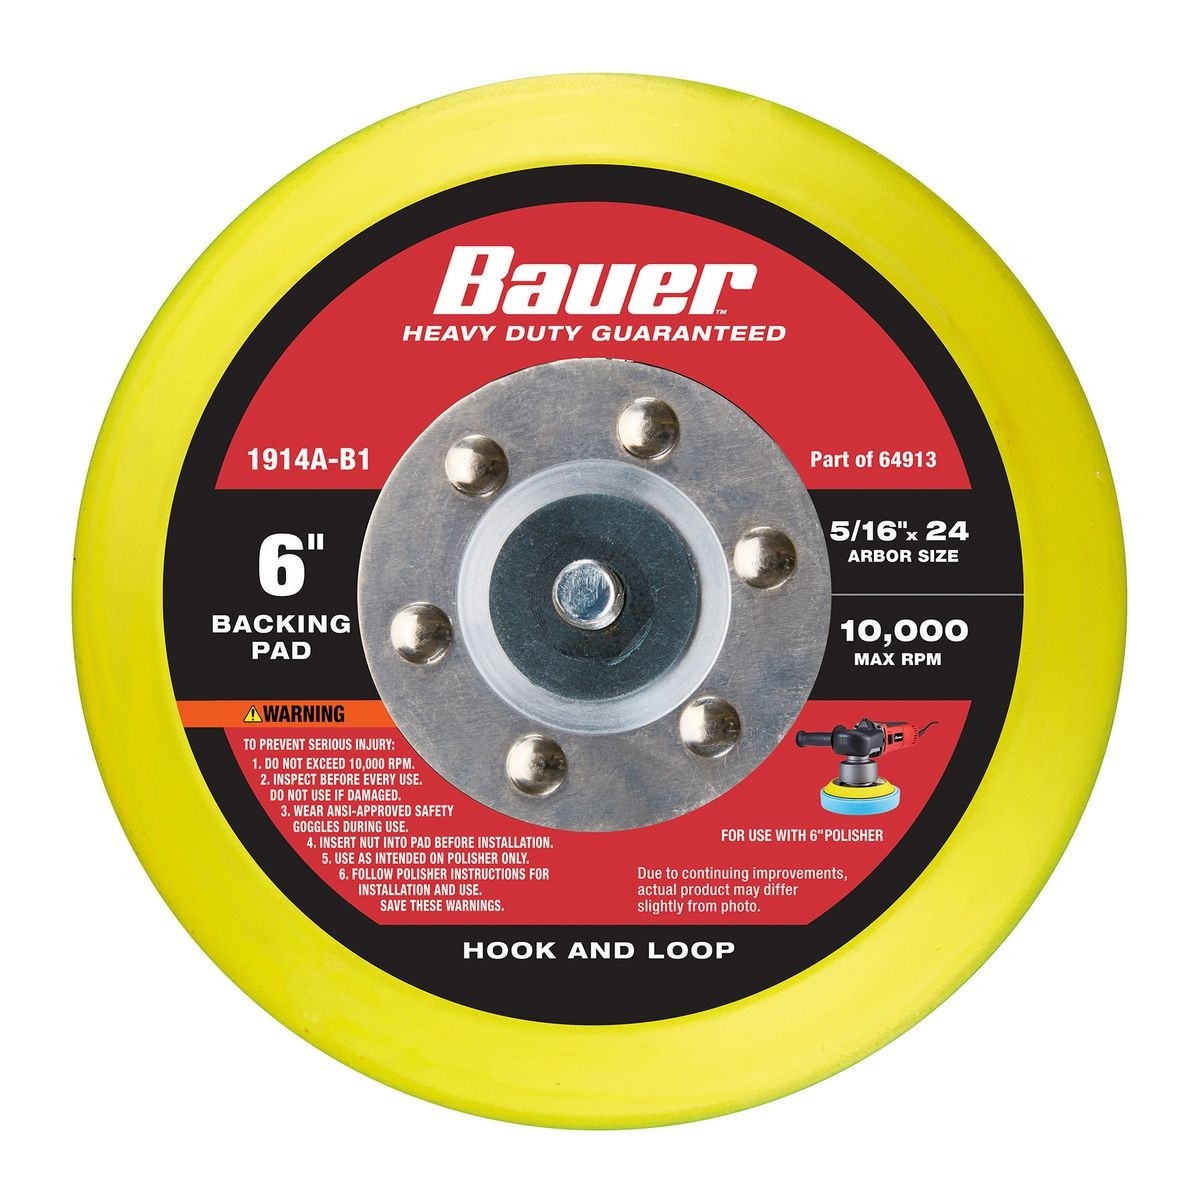 Bauer™
HEAVY DUTY GUARANTEED
1914A-B1
Part of 64913
6"
BACKING
PAD
5/16"x 24
ARBOR SIZE
10,000
MAX RPM
⚠WARNING
TO PREVENT SERIOUS INJURY:
1. DO NOT EXCEED 10,000 RPM.
2. INSPECT BEFORE EVERY USE.
DO NOT USE IF DAMAGED.
3. WEAR ANSI-APPROVED SAFETY
GOGGLES DURING USE.
4. INSERT NUT INTO PAD BEFORE INSTALLATION.
5. USE AS INTENDED ON POLISHER ONLY.
6. FOLLOW POLISHER INSTRUCTIONS FOR
INSTALLATION AND USE.
SAVE THESE WARNINGS.
FOR USE WITH 6" POLISHER
Due to continuing improvements,
actual product may differ
slightly from photo.
HOOK AND LOOP